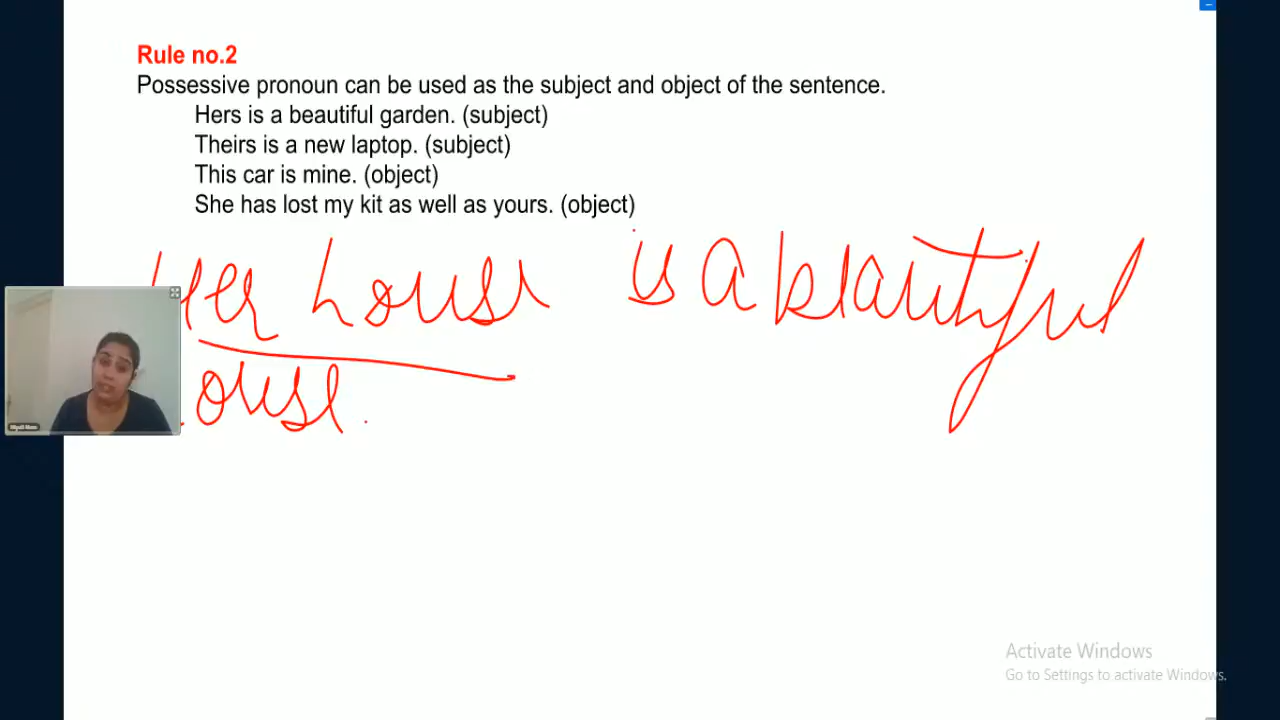 Rule no.2
Possessive pronoun can be used as the subject and object of the sentence.
Hers is a beautiful garden. (subject)
Theirs is a new laptop. (subject)
This car is mine. (object)
She has lost my kit as well as yours. (object)
Her house is a beautiful
house.
Activate Windows
Go to Settings to activate Windows.